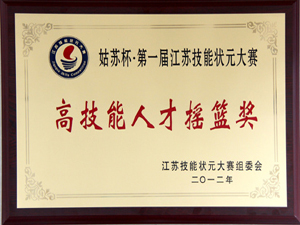 姑苏杯·第一届江苏技能状元大赛
高技能人才摇篮奖
江苏技能状元大赛组委会
二〇一二年